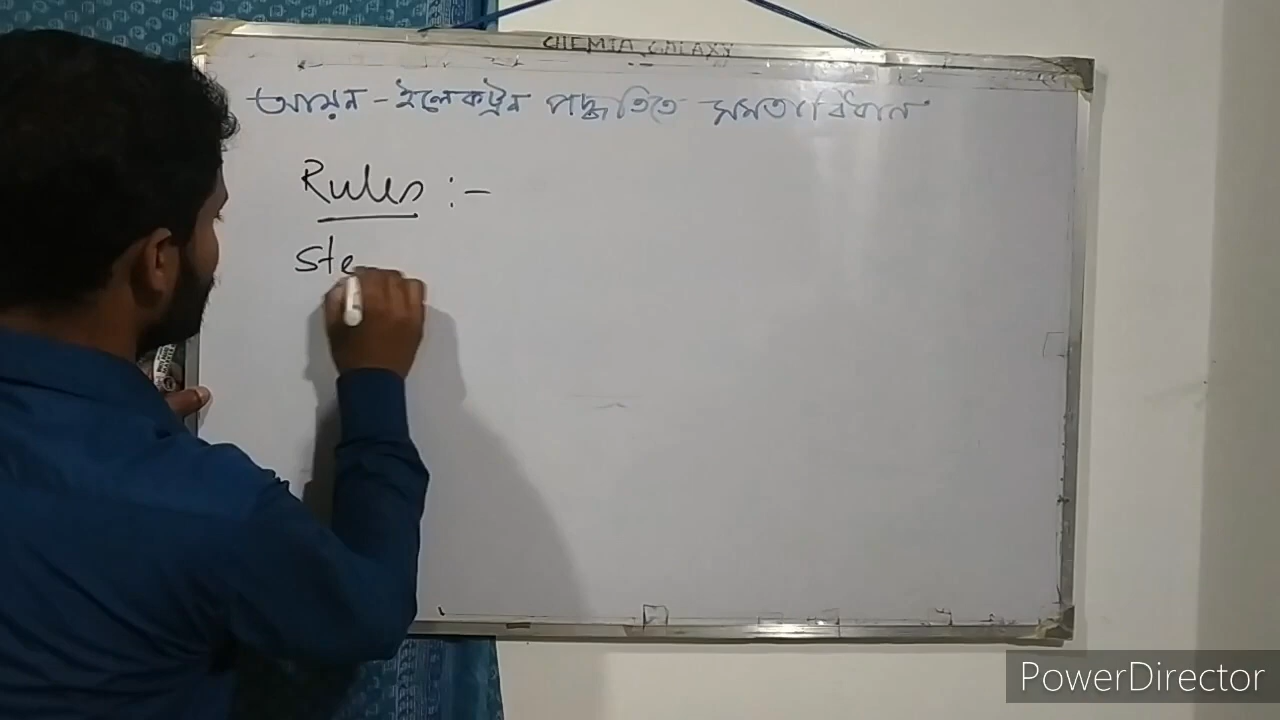 CHEMIA GALAXY
আয়ন - ইলেকট্রন পদ্ধতিতে সমতাবিধান
Rules :-
Ste
PowerDirector